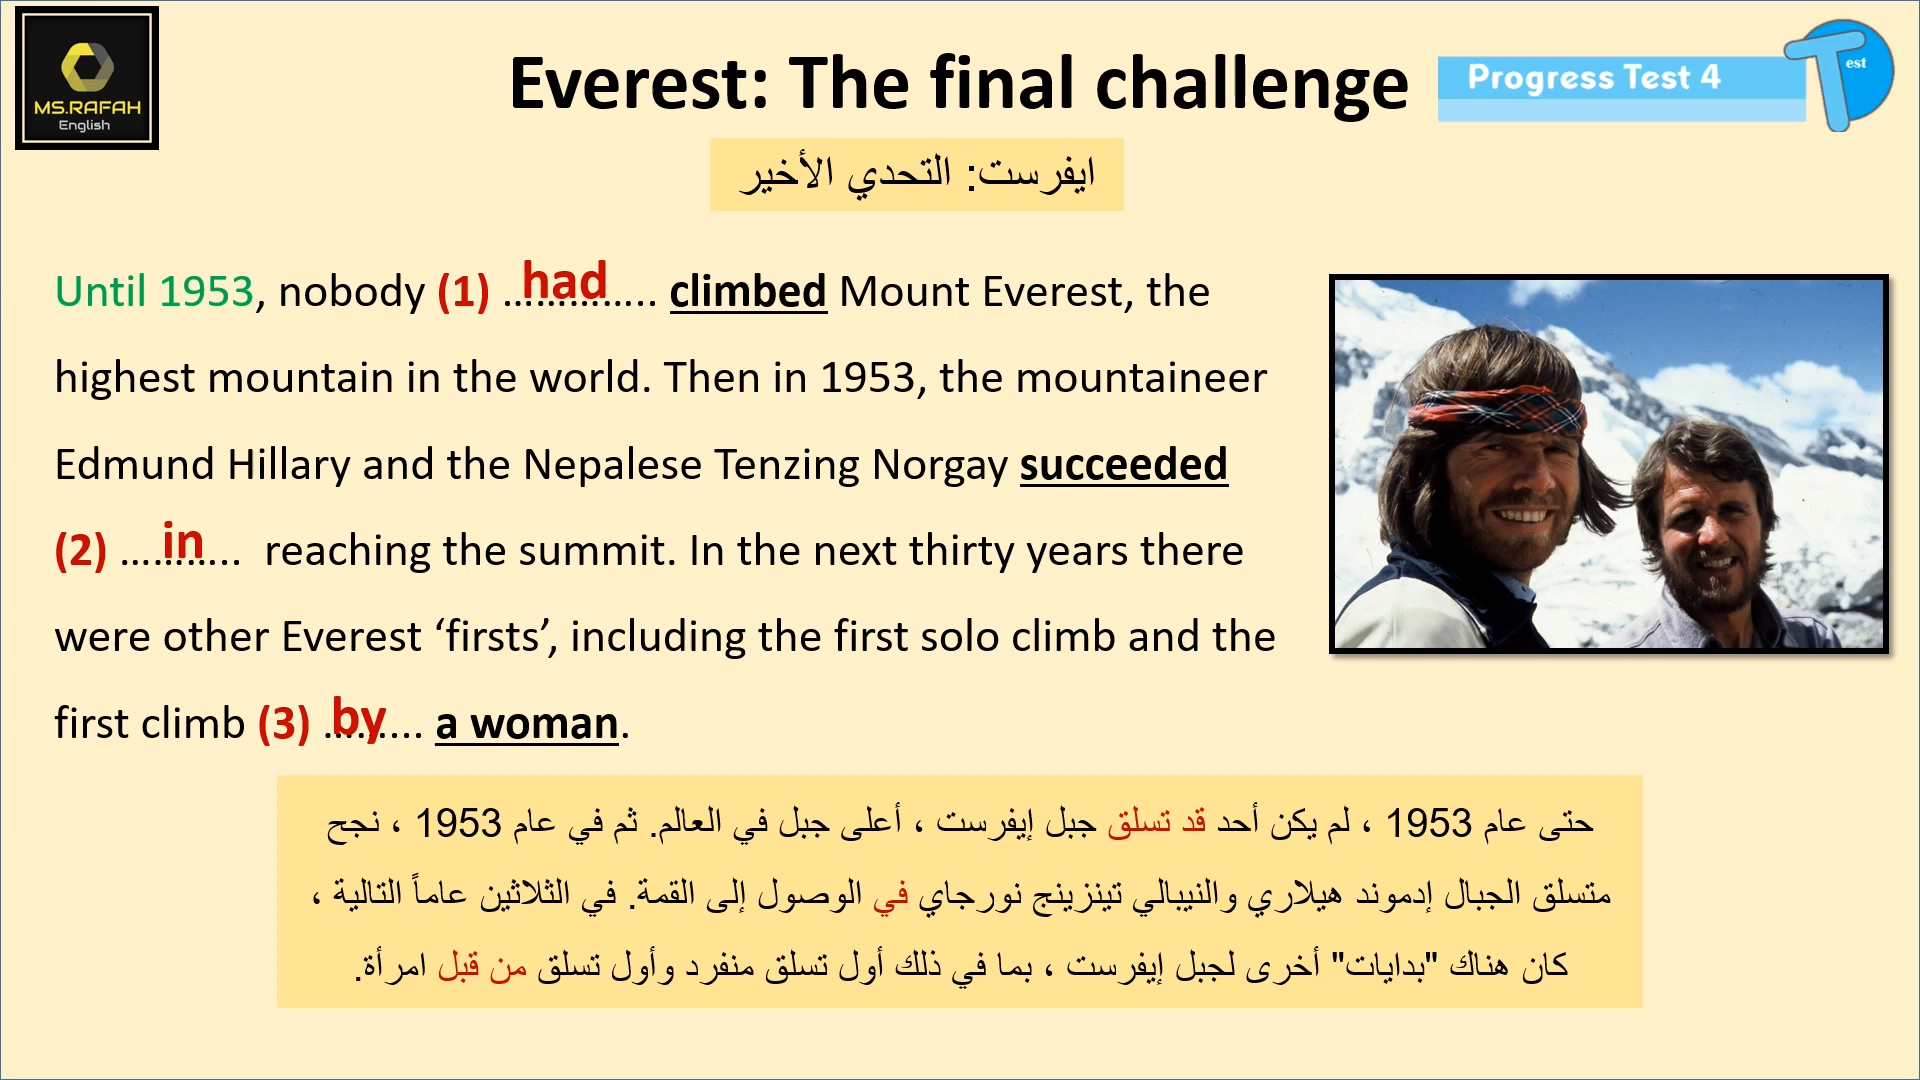 MS.RAFAH
English
Everest: The final challenge
Progress Test 4
Test
ايفرست: التحدي الأخير
Until 1953, nobody (1) …had………. climbed Mount Everest, the
highest mountain in the world. Then in 1953, the mountaineer
Edmund Hillary and the Nepalese Tenzing Norgay succeeded
(2) …in…….. reaching the summit. In the next thirty years there
were other Everest ‘firsts’, including the first solo climb and the
first climb (3) by……... a woman.
حتى عام 1953 ، لم يكن أحد قد تسلق جبل إيفرست ، أعلى جبل في العالم. ثم في عام 1953 ، نجح
متسلق الجبال إدموند هيلاري والنيبالي تينزينج نورجاي في الوصول إلى القمة. في الثلاثين عاماً التالية ،
كان هناك "بدايات" أخرى لجبل إيفرست ، بما في ذلك أول تسلق منفرد وأول تسلق من قبل امرأة.